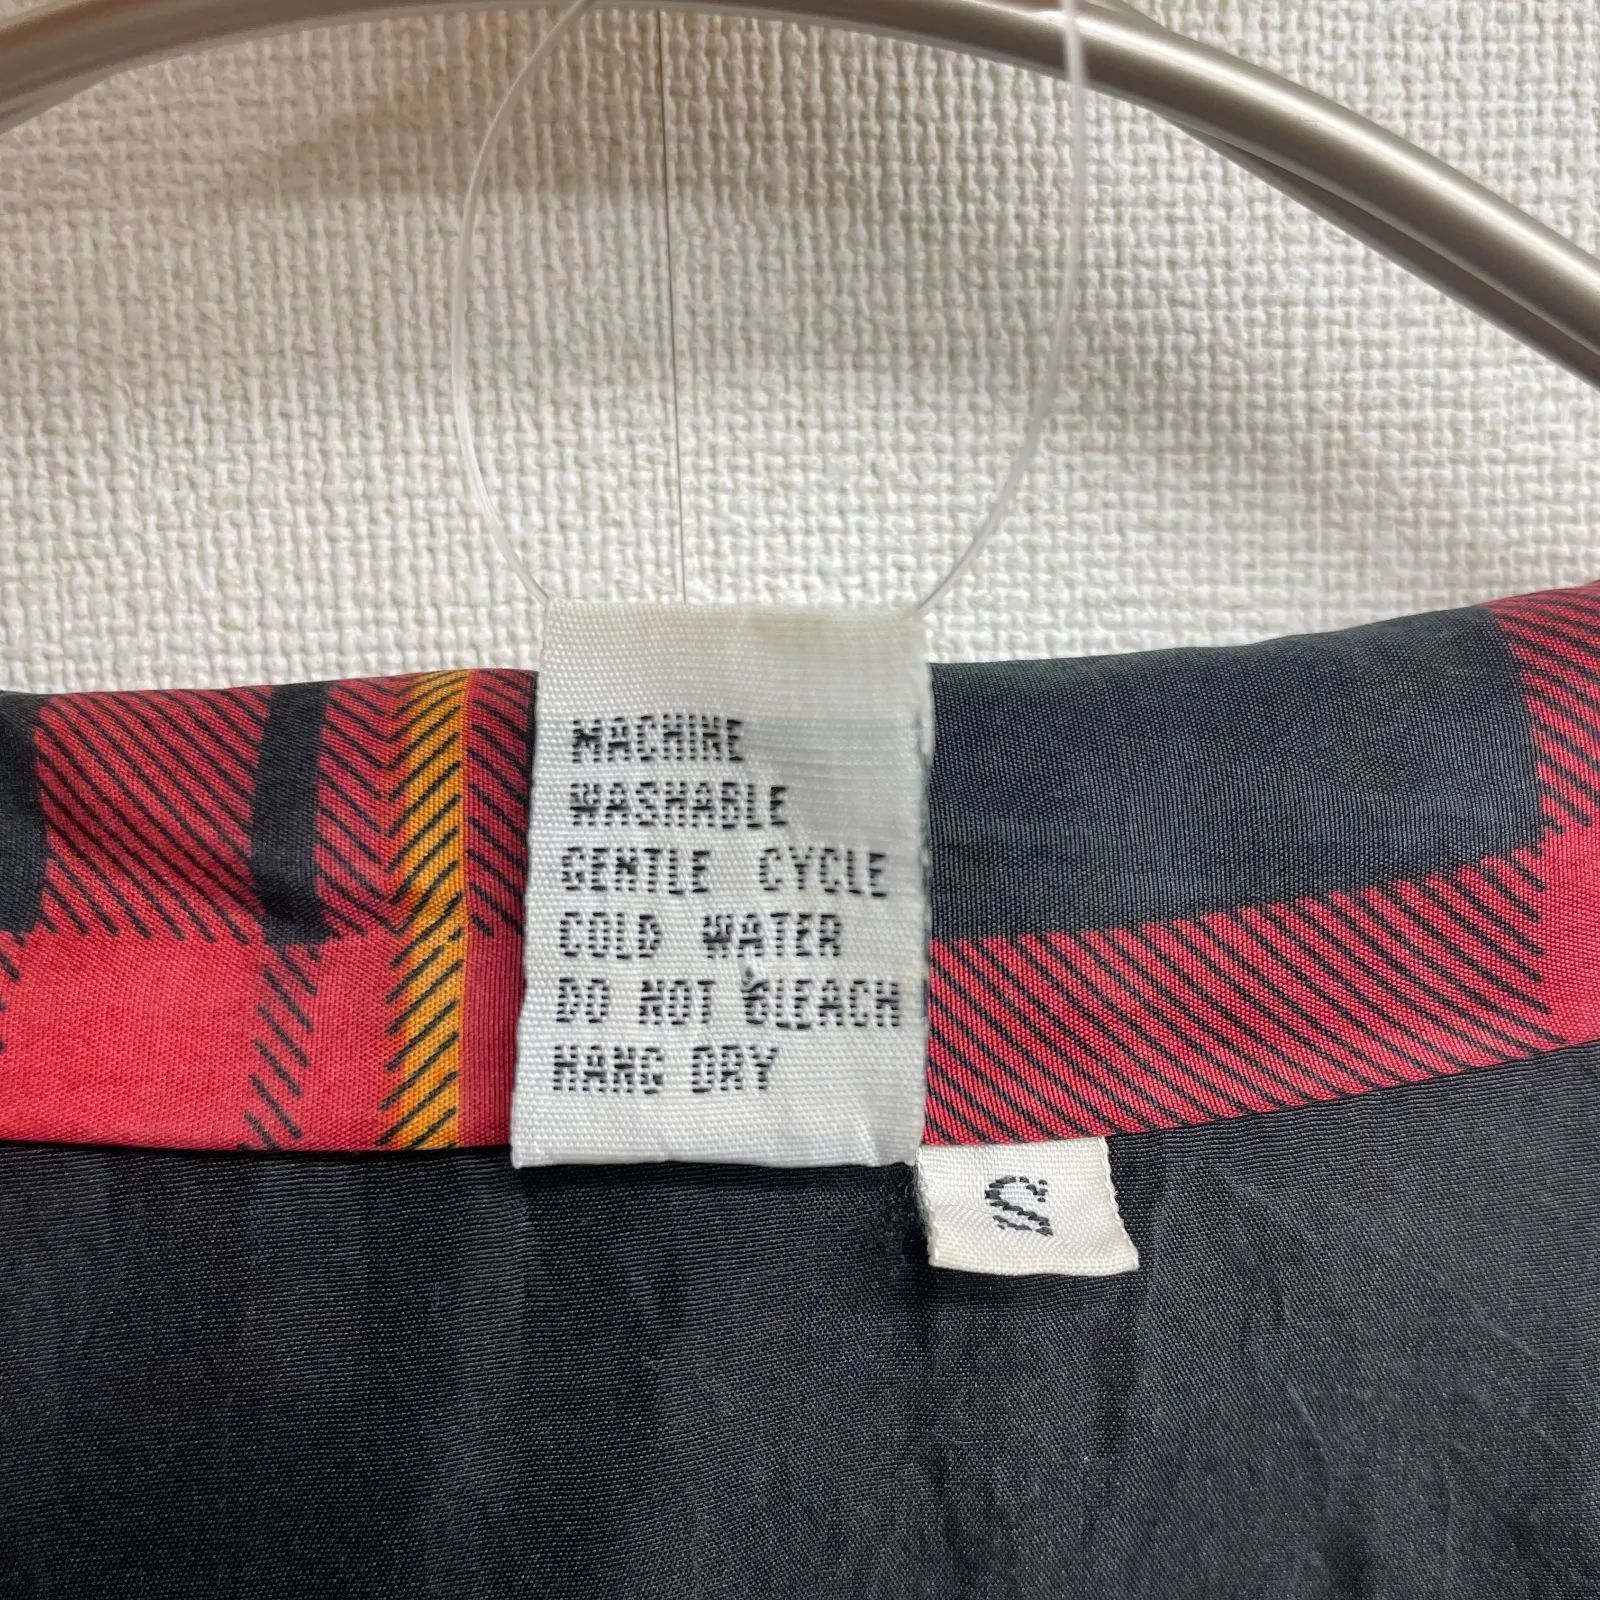 MACHINE
WASHABLE
GENTLE CYCLE
COLD WATER
DO NOT BLEACH
HANG DRY
S